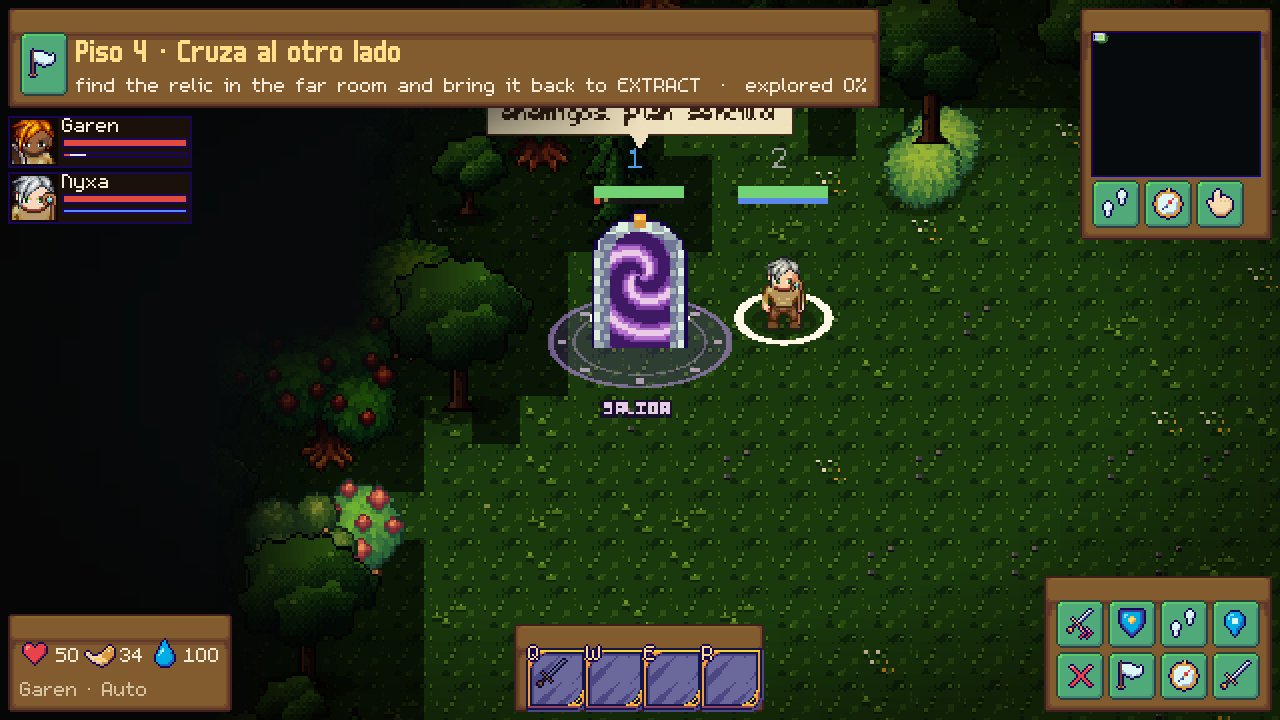 Piso 4 · Cruza al otro lado
find the relic in the far room and bring it back to EXTRACT · explored 0%
Garen
Nyxa
1 2
SALIDA
Q W E R
50 34 100
Garen · Auto